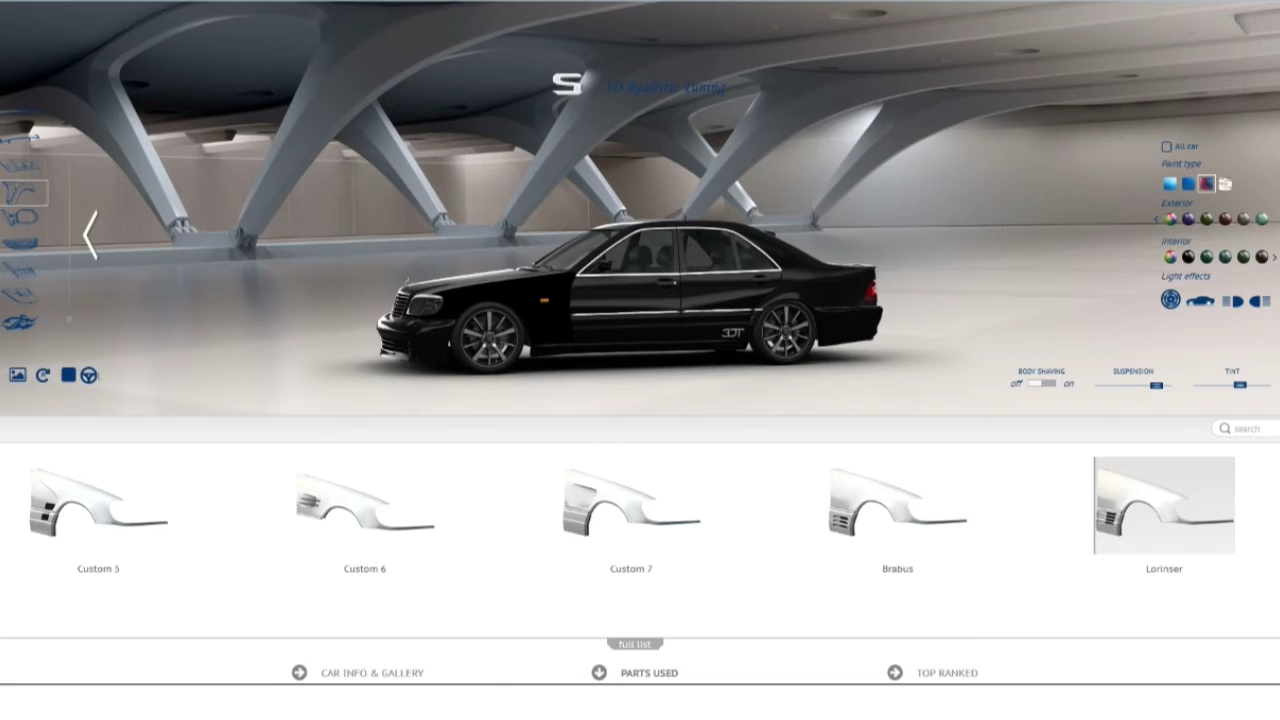 S 3D Realistic Tuning
All car
Paint type
Exterior
Interior
Light effects
BODY SHAVING
off on
SUSPENSION
TINT
3DT
search
Custom 5
Custom 6
Custom 7
Brabus
Lorinser
full list
CAR INFO & GALLERY
PARTS USED
TOP RANKED